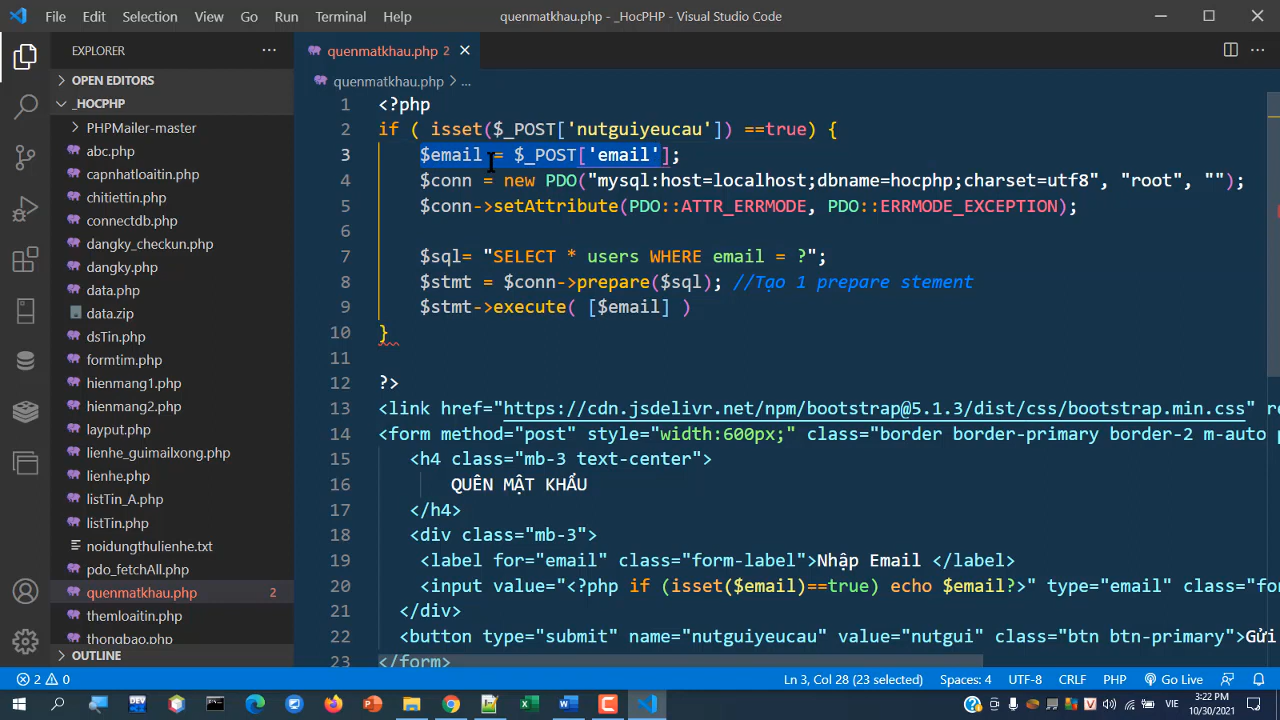 File Edit Selection View Go Run Terminal Help quenmatkhau.php - _HocPHP - Visual Studio Code
EXPLORER
OPEN EDITORS
_HOCPHP
PHPMailer-master
abc.php
capnhatloaitin.php
chitiettin.php
connectdb.php
dangky_checkun.php
dangky.php
data.php
data.zip
dsTin.php
formtim.php
hienmang1.php
hienmang2.php
layput.php
lienhe_guimailxong.php
lienhe.php
listTin_A.php
listTin.php
noidungthulienhe.txt
pdo_fetchAll.php
quenmatkhau.php 2
themloaitin.php
thongbao.php
OUTLINE
quenmatkhau.php 2
quenmatkhau.php > ...
1 <?php
2 if ( isset($_POST['nutguiyeucau']) ==true) {
3 $email = $_POST['email'];
4 $conn = new PDO("mysql:host=localhost;dbname=hocphp;charset=utf8", "root", "");
5 $conn->setAttribute(PDO::ATTR_ERRMODE, PDO::ERRMODE_EXCEPTION);
6
7 $sql= "SELECT * users WHERE email = ?";
8 $stmt = $conn->prepare($sql); //Tạo 1 prepare stement
9 $stmt->execute( [$email] )
10 }
11
12 ?>
13 <link href="https://cdn.jsdelivr.net/npm/bootstrap@5.1.3/dist/css/bootstrap.min.css" re
14 <form method="post" style="width:600px;" class="border border-primary border-2 m-auto p
15 <h4 class="mb-3 text-center">
16 QUÊN MẬT KHẨU
17 </h4>
18 <div class="mb-3">
19 <label for="email" class="form-label">Nhập Email </label>
20 <input value="<?php if (isset($email)==true) echo $email?>" type="email" class="for
21 </div>
22 <button type="submit" name="nutguiyeucau" value="nutgui" class="btn btn-primary">Gửi
23 </form>
2 0 Ln 3, Col 28 (23 selected) Spaces: 4 UTF-8 CRLF PHP Go Live
VIE 3:22 PM
10/30/2021